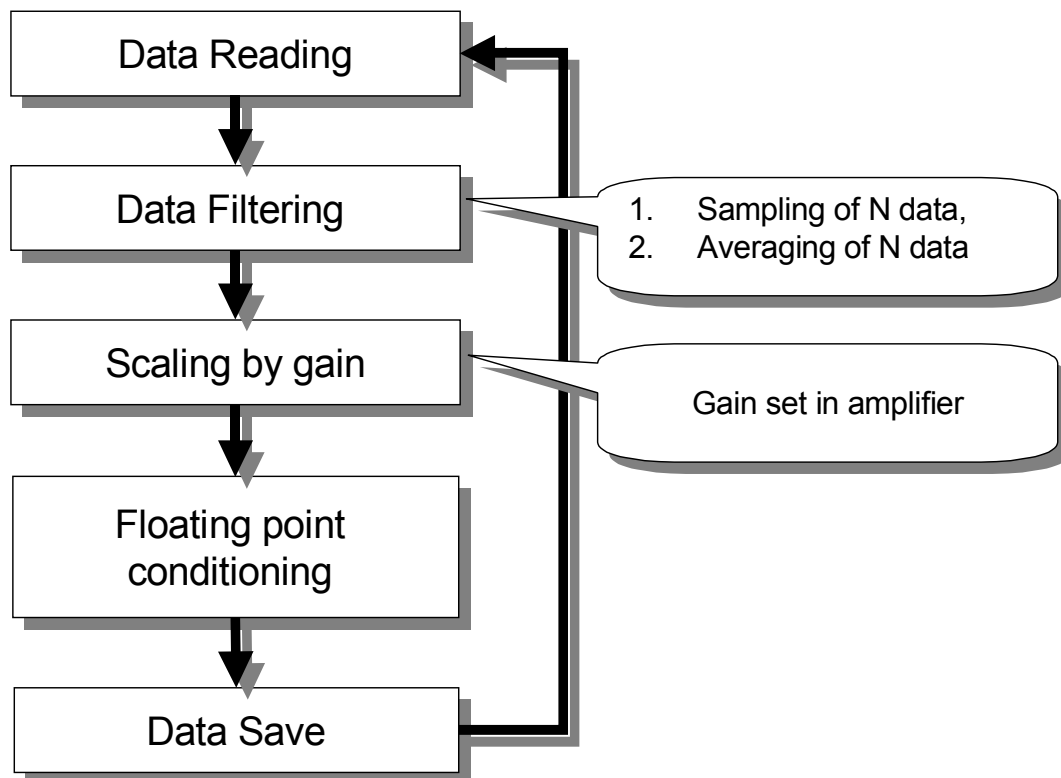 Data Reading
Data Filtering
1. Sampling of N data,
2. Averaging of N data
Scaling by gain
Gain set in amplifier
Floating point
conditioning
Data Save